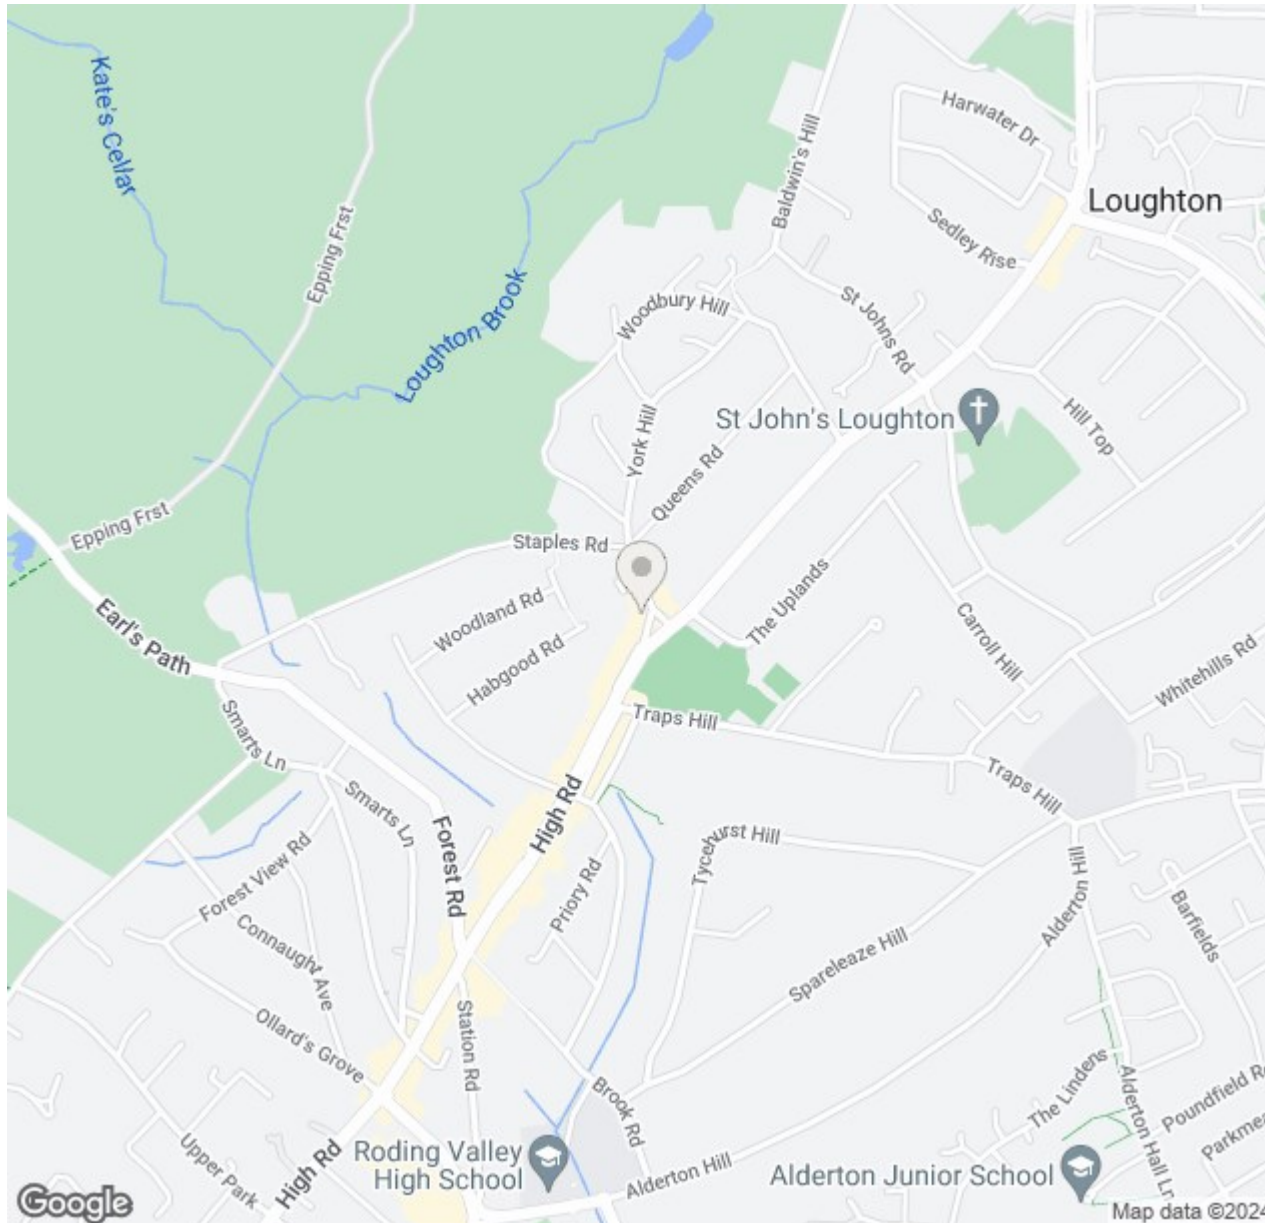 Kate's Cellar
Harwater Dr
Baldwin's Hill
Loughton
Epping Frst
Sedley Rise
Loughton Brook
Woodbury Hill
St Johns Rd
St John's Loughton
Hill Top
York Hill
Queens Rd
Epping Frst
Staples Rd
Earl's Path
Woodland Rd
The Uplands
Carroll Hill
Habgood Rd
Whitehills Rd
Smarts Ln
Traps Hill
Traps Hill
Smarts Ln
High Rd
Forest Rd
Tycehurst Hill
Forest View Rd
Priory Rd
Alderton Hill
Barfields
Connaught Ave
Spareleaze Hill
Ollard's Grove
Station Rd
The Lindens
Brook Rd
Alderton Hall Ln
Poundfield R
Parkmea
Upper Park
High Rd
Roding Valley
High School
Alderton Hill
Alderton Junior School
Google
Map data ©2024